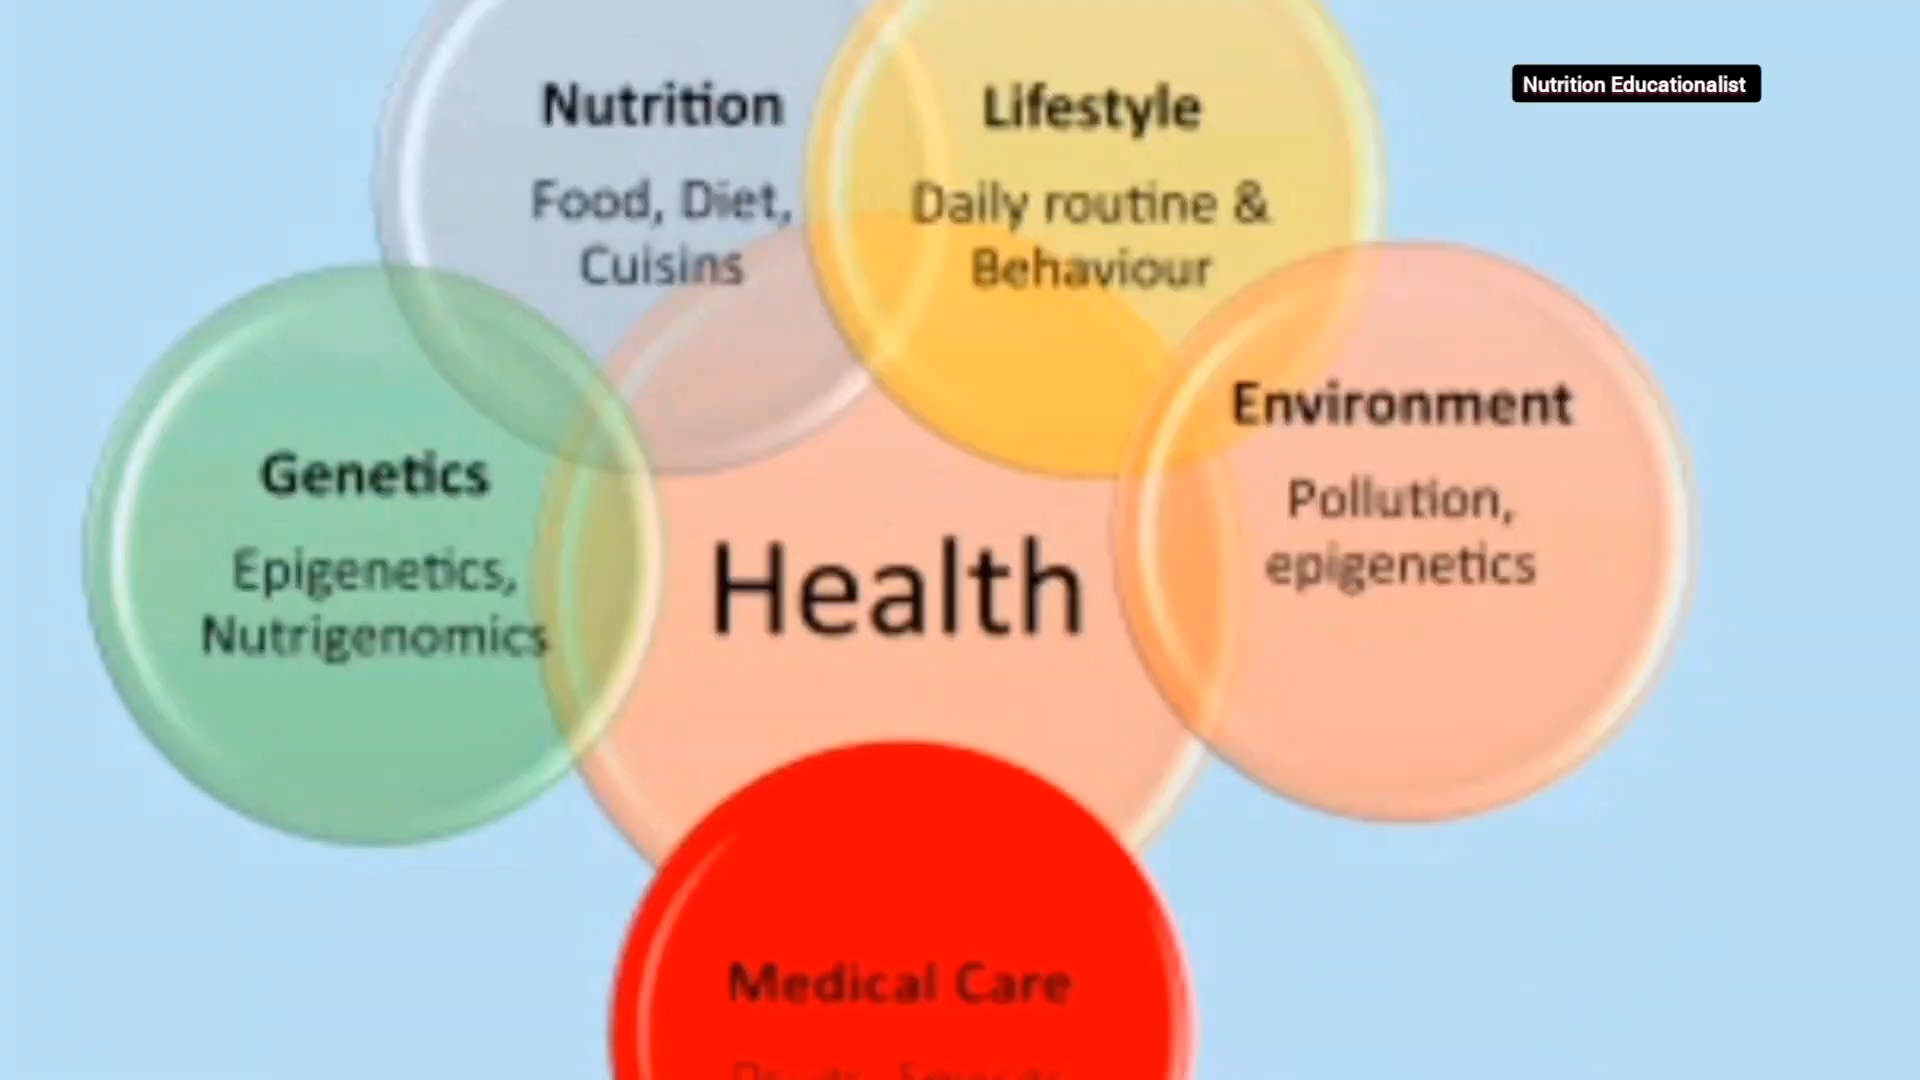 Nutrition Educationalist
Nutrition
Food, Diet,
Cuisins
Lifestyle
Daily routine &
Behaviour
Genetics
Epigenetics,
Nutrigenomics
Health
Environment
Pollution,
epigenetics
Medical Care